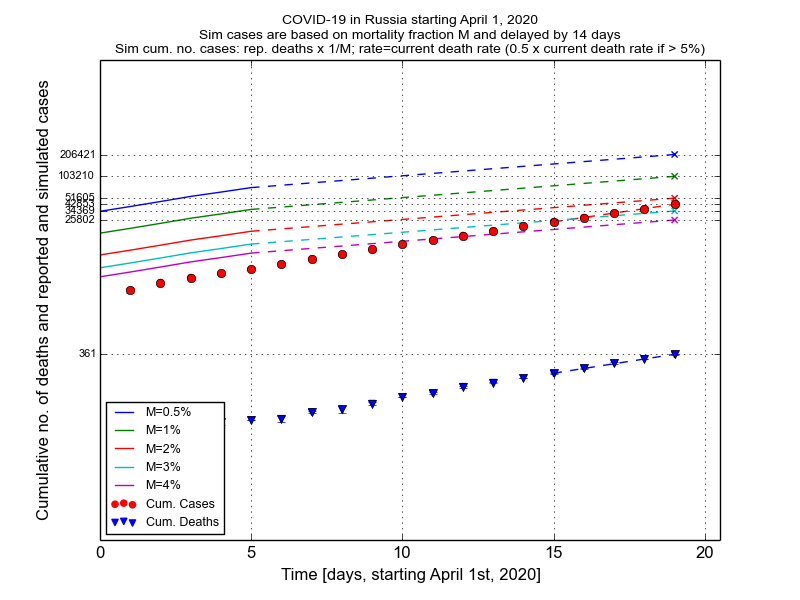 COVID-19 in Russia starting April 1, 2020
Sim cases are based on mortality fraction M and delayed by 14 days
Sim cum. no. cases: rep. deaths x 1/M; rate=current death rate (0.5 x current death rate if > 5%)
Cumulative no. of deaths and reported and simulated cases
206421
103210
51605
34369
25802
361
M=0.5%
M=1%
M=2%
M=3%
M=4%
Cum. Cases
Cum. Deaths
0
5
10
15
20
Time [days, starting April 1st, 2020]